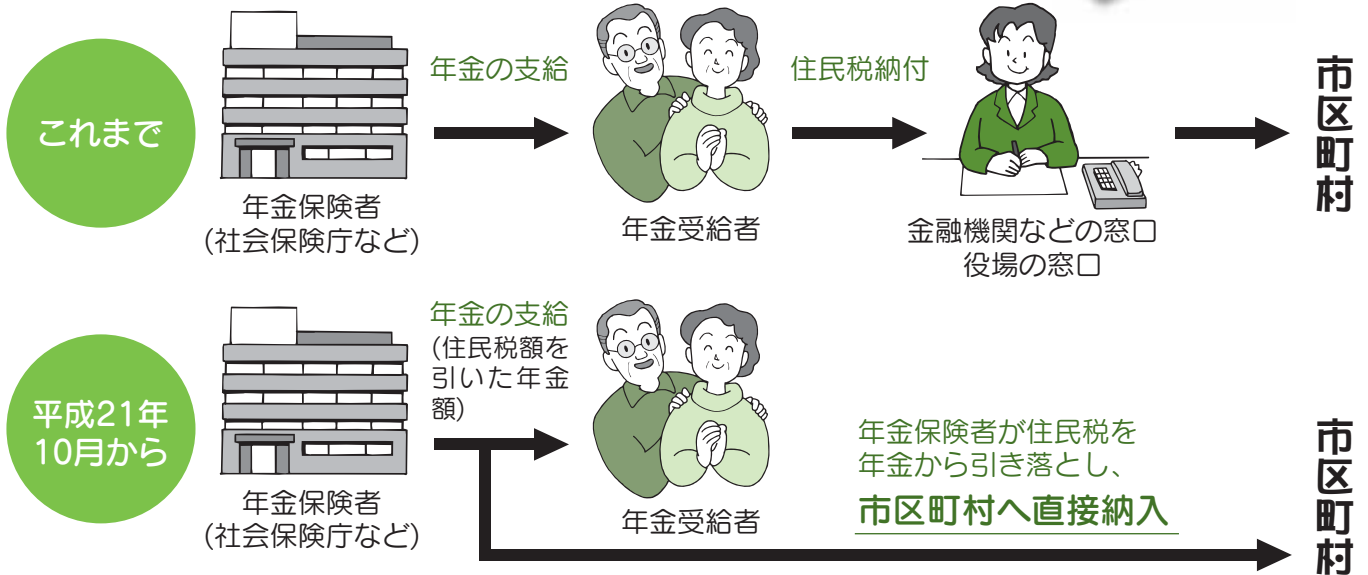 これまで
年金保険者
(社会保険庁など)
年金の支給
年金受給者
住民税納付
金融機関などの窓口
役場の窓口
市区町村
平成21年
10月から
年金保険者
(社会保険庁など)
年金の支給
(住民税額を
引いた年金
額)
年金受給者
年金保険者が住民税を
年金から引き落とし、
市区町村へ直接納入
市区町村